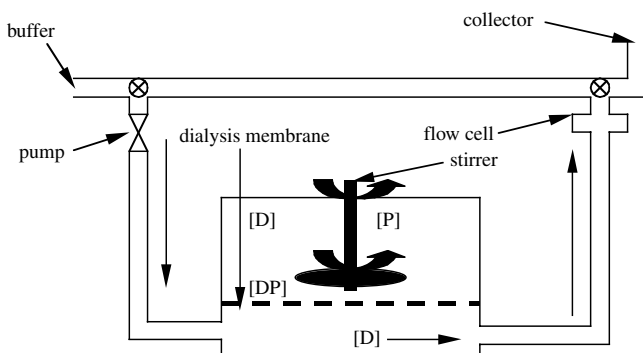 collector
buffer
dialysis membrane
flow cell
pump
stirrer
[D]
[P]
[DP]
[D]